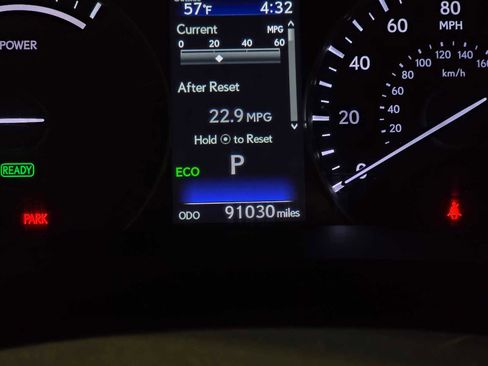 57°F 4:32
Current MPG
0 20 40 60
After Reset
22.9 MPG
Hold to Reset
ECO P
ODO 91030 miles
POWER
READY
PARK
80
MPH
60
40
20
0
20
40
60
80
100
120
140
160
km/h